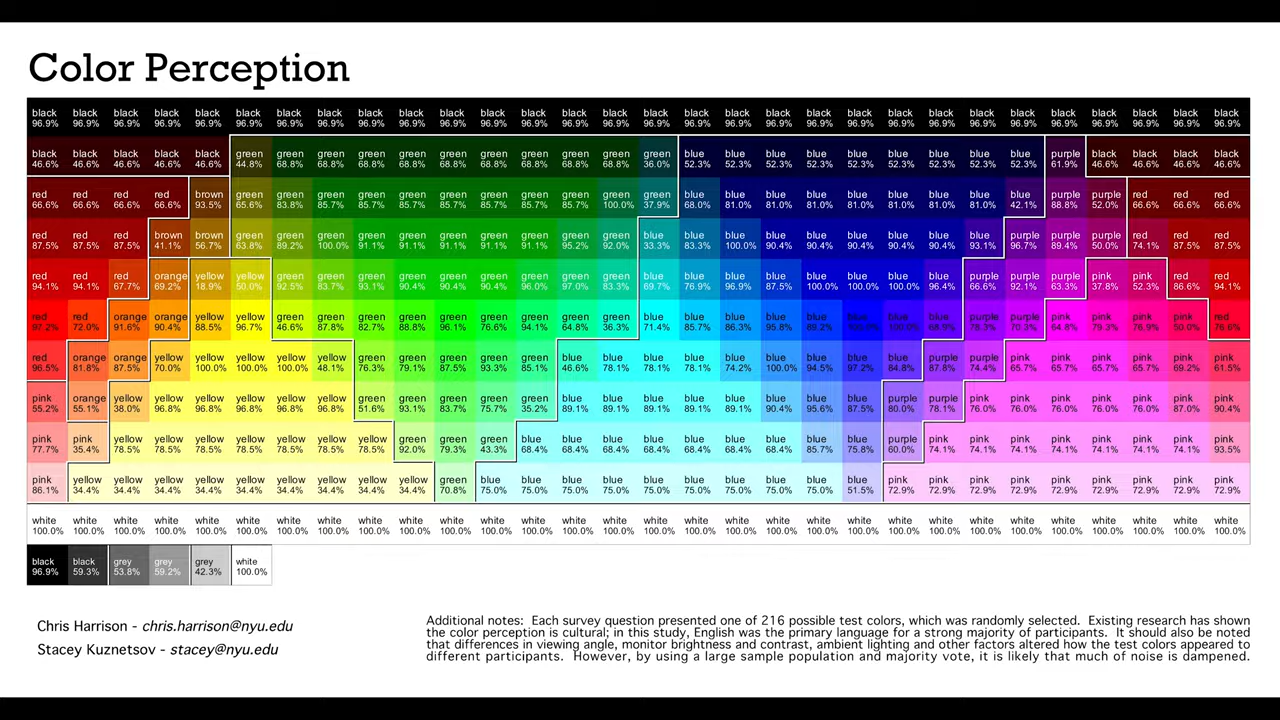 Color Perception
black black black black black black black black black black black black black black black black black black black black black black black black black black black black black black
96.9% 96.9% 96.9% 96.9% 96.9% 96.9% 96.9% 96.9% 96.9% 96.9% 96.9% 96.9% 96.9% 96.9% 96.9% 96.9% 96.9% 96.9% 96.9% 96.9% 96.9% 96.9% 96.9% 96.9% 96.9% 96.9% 96.9% 96.9% 96.9% 96.9%
black black black black black green green green green green green green green green green green blue blue blue blue blue blue blue blue blue purple black black black black
46.6% 46.6% 46.6% 46.6% 46.6% 44.8% 68.8% 68.8% 68.8% 68.8% 68.8% 68.8% 68.8% 68.8% 68.8% 36.0% 52.3% 52.3% 52.3% 52.3% 52.3% 52.3% 52.3% 52.3% 52.3% 61.9% 46.6% 46.6% 46.6% 46.6%
red red red red brown green green green green green green green green green green green blue blue blue blue blue blue blue blue blue purple purple red red red
66.6% 66.6% 66.6% 66.6% 93.5% 65.6% 83.8% 85.7% 85.7% 85.7% 85.7% 85.7% 85.7% 85.7% 100.0% 37.9% 68.0% 81.0% 81.0% 81.0% 81.0% 81.0% 81.0% 81.0% 42.1% 88.8% 52.0% 66.6% 66.6% 66.6%
red red red brown brown green green green green green green green green green green blue blue blue blue blue blue blue blue blue purple purple purple red red red
87.5% 87.5% 87.5% 41.1% 56.7% 63.8% 89.2% 100.0% 91.1% 91.1% 91.1% 91.1% 91.1% 95.2% 92.0% 33.3% 83.3% 100.0% 90.4% 90.4% 90.4% 90.4% 90.4% 93.1% 96.7% 89.4% 50.0% 74.1% 87.5% 87.5%
red red red orange yellow yellow green green green green green green green green green blue blue blue blue blue blue blue blue purple purple purple pink pink red red
94.1% 94.1% 67.7% 69.2% 18.9% 50.0% 92.5% 83.7% 93.1% 90.4% 90.4% 90.4% 96.0% 97.0% 83.3% 69.7% 76.9% 96.9% 87.5% 100.0% 100.0% 100.0% 96.4% 66.6% 92.1% 63.3% 37.8% 52.3% 86.6% 94.1%
red red orange orange yellow yellow green green green green green green green green green blue blue blue blue blue blue blue blue purple purple pink pink pink pink red
97.2% 72.0% 91.6% 90.4% 88.5% 96.7% 46.6% 87.8% 82.7% 88.8% 96.1% 76.6% 94.1% 64.8% 36.3% 71.4% 85.7% 86.3% 95.8% 89.2% 100.0% 68.9% 78.3% 70.3% 64.8% 79.3% 76.9% 50.0% 76.6%
red orange orange yellow yellow yellow yellow yellow green green green green green blue blue blue blue blue blue blue blue blue purple purple pink pink pink pink pink pink
96.5% 81.8% 87.5% 70.0% 100.0% 100.0% 100.0% 48.1% 76.3% 79.1% 87.5% 93.3% 85.1% 46.6% 78.1% 78.1% 78.1% 74.2% 100.0% 94.5% 97.2% 84.8% 87.8% 74.4% 65.7% 65.7% 65.7% 65.7% 69.2% 61.5%
pink orange yellow yellow yellow yellow yellow yellow green green green green green blue blue blue blue blue blue blue blue purple purple pink pink pink pink pink pink pink
55.2% 55.1% 38.0% 96.8% 96.8% 96.8% 96.8% 96.8% 51.6% 93.1% 83.7% 75.7% 35.2% 89.1% 89.1% 89.1% 89.1% 89.1% 90.4% 95.6% 87.5% 80.0% 78.1% 76.0% 76.0% 76.0% 76.0% 76.0% 87.0% 90.4%
pink pink yellow yellow yellow yellow yellow yellow yellow green green green blue blue blue blue blue blue blue blue blue purple pink pink pink pink pink pink pink pink
77.7% 35.4% 78.5% 78.5% 78.5% 78.5% 78.5% 78.5% 78.5% 92.0% 79.3% 43.3% 68.4% 68.4% 68.4% 68.4% 68.4% 68.4% 68.4% 85.7% 75.8% 60.0% 74.1% 74.1% 74.1% 74.1% 74.1% 74.1% 74.1% 93.5%
pink yellow yellow yellow yellow yellow yellow yellow yellow yellow green blue blue blue blue blue blue blue blue blue blue pink pink pink pink pink pink pink pink pink
86.1% 34.4% 34.4% 34.4% 34.4% 34.4% 34.4% 34.4% 34.4% 34.4% 70.8% 75.0% 75.0% 75.0% 75.0% 75.0% 75.0% 75.0% 75.0% 75.0% 51.5% 72.9% 72.9% 72.9% 72.9% 72.9% 72.9% 72.9% 72.9% 72.9%
white white white white white white white white white white white white white white white white white white white white white white white white white white white white white white
100.0% 100.0% 100.0% 100.0% 100.0% 100.0% 100.0% 100.0% 100.0% 100.0% 100.0% 100.0% 100.0% 100.0% 100.0% 100.0% 100.0% 100.0% 100.0% 100.0% 100.0% 100.0% 100.0% 100.0% 100.0% 100.0% 100.0% 100.0% 100.0% 100.0%
black black grey grey grey white
96.9% 59.3% 53.8% 59.2% 42.3% 100.0%
Chris Harrison - chris.harrison@nyu.edu
Stacey Kuznetsov - stacey@nyu.edu
Additional notes: Each survey question presented one of 216 possible test colors, which was randomly selected. Existing research has shown
the color perception is cultural; in this study, English was the primary language for a strong majority of participants. It should also be noted
that differences in viewing angle, monitor brightness and contrast, ambient lighting and other factors altered how the test colors appeared to
different participants. However, by using a large sample population and majority vote, it is likely that much of noise is dampened.